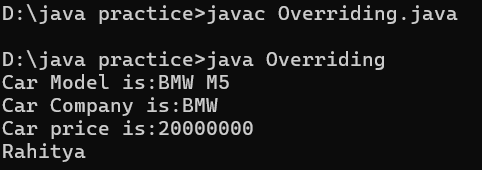 D:\java practice>javac Overriding.java
D:\java practice>java Overriding
Car Model is:BMW M5
Car Company is:BMW
Car price is:20000000
Rahitya